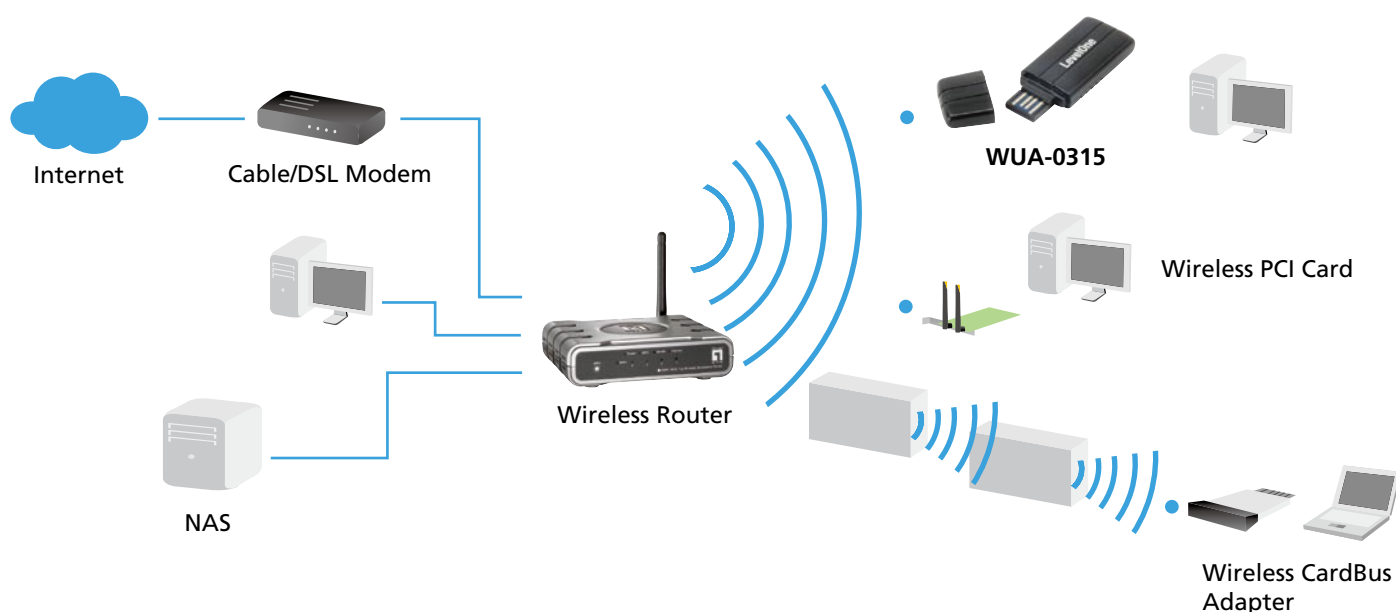 LevelOne
WUA-0315
Internet
Cable/DSL Modem
Wireless PCI Card
Wireless Router
NAS
Wireless CardBus
Adapter